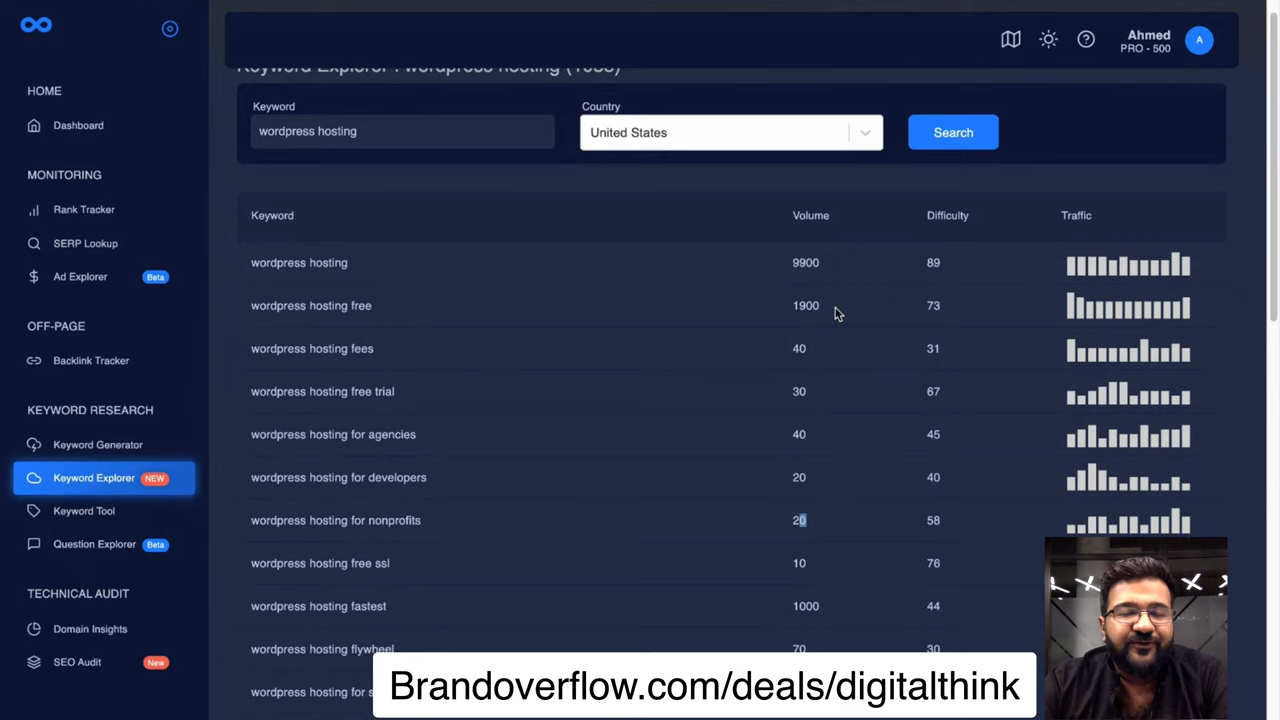 Ahmed
PRO - 500
A
HOME
Dashboard
MONITORING
Rank Tracker
SERP Lookup
Ad Explorer Beta
OFF-PAGE
Backlink Tracker
KEYWORD RESEARCH
Keyword Generator
Keyword Explorer NEW
Keyword Tool
Question Explorer Beta
TECHNICAL AUDIT
Domain Insights
SEO Audit New
Keyword Explorer : wordpress hosting
Keyword Country
wordpress hosting United States Search
Keyword Volume Difficulty Traffic
wordpress hosting 9900 89
wordpress hosting free 1900 73
wordpress hosting fees 40 31
wordpress hosting free trial 30 67
wordpress hosting for agencies 40 45
wordpress hosting for developers 20 40
wordpress hosting for nonprofits 20 58
wordpress hosting free ssl 10 76
wordpress hosting fastest 1000 44
wordpress hosting flywheel 70 30
wordpress hosting for
Brandoverflow.com/deals/digitalthink